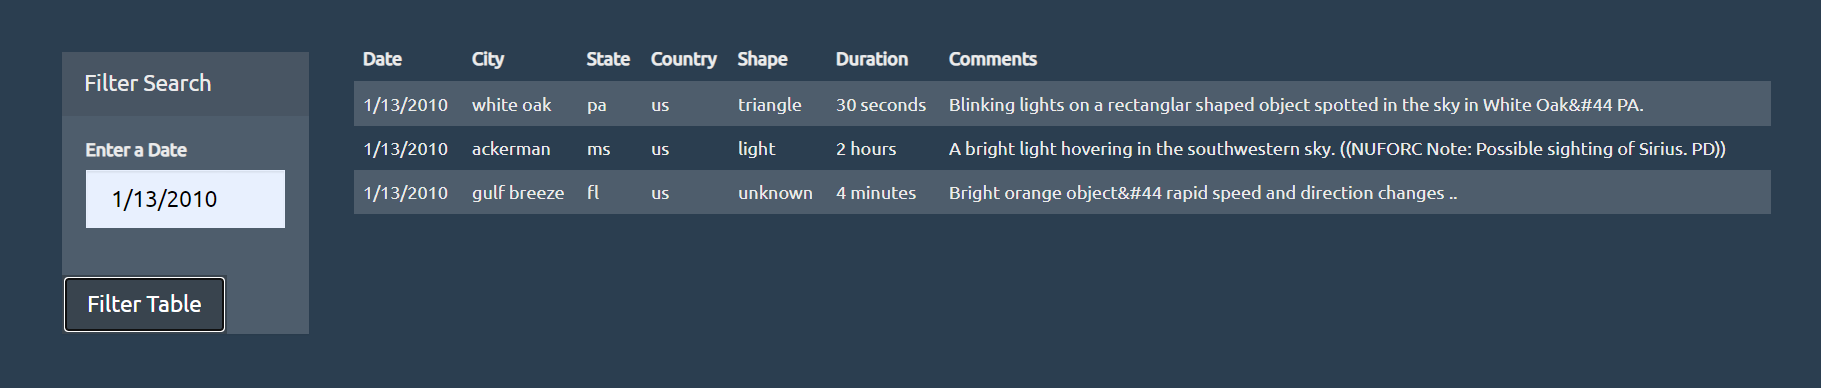 Filter Search
Enter a Date
1/13/2010
Filter Table
Date City State Country Shape Duration Comments
1/13/2010 white oak pa us triangle 30 seconds Blinking lights on a rectanglar shaped object spotted in the sky in White Oak&#44 PA.
1/13/2010 ackerman ms us light 2 hours A bright light hovering in the southwestern sky. ((NUFORC Note: Possible sighting of Sirius. PD))
1/13/2010 gulf breeze fl us unknown 4 minutes Bright orange object&#44 rapid speed and direction changes ..